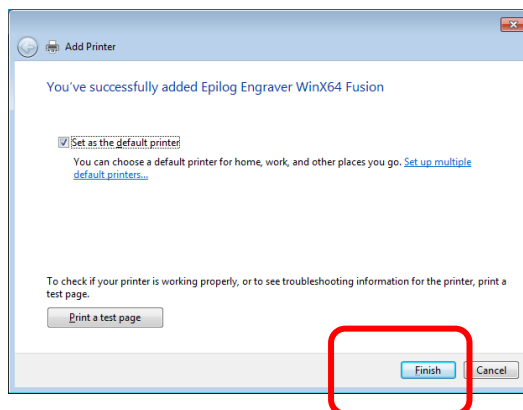 Add Printer
You've successfully added Epilog Engraver WinX64 Fusion
Set as the default printer
You can choose a default printer for home, work, and other places you go. Set up multiple
default printers...
To check if your printer is working properly, or to see troubleshooting information for the printer, print a
test page.
Print a test page
Finish Cancel